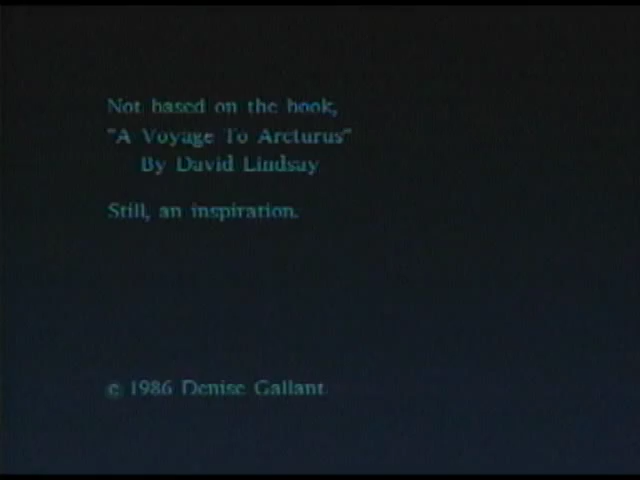 Not based on the book,
"A Voyage To Arcturus"
By David Lindsay
Still, an inspiration.
© 1986 Denise Gallant